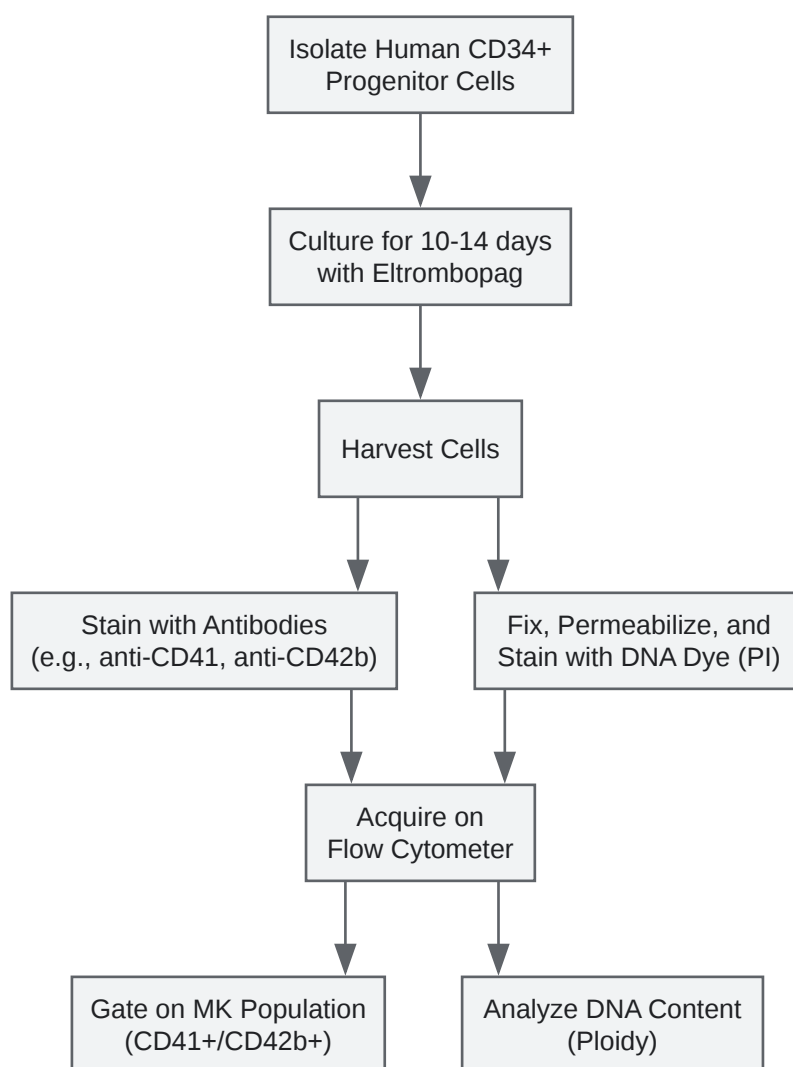 Isolate Human CD34+
Progenitor Cells
Culture for 10-14 days
with Eltrombopag
Harvest Cells
Stain with Antibodies
(e.g., anti-CD41, anti-CD42b)
Fix, Permeabilize, and
Stain with DNA Dye (PI)
Acquire on
Flow Cytometer
Gate on MK Population
(CD41+/CD42b+)
Analyze DNA Content
(Ploidy)